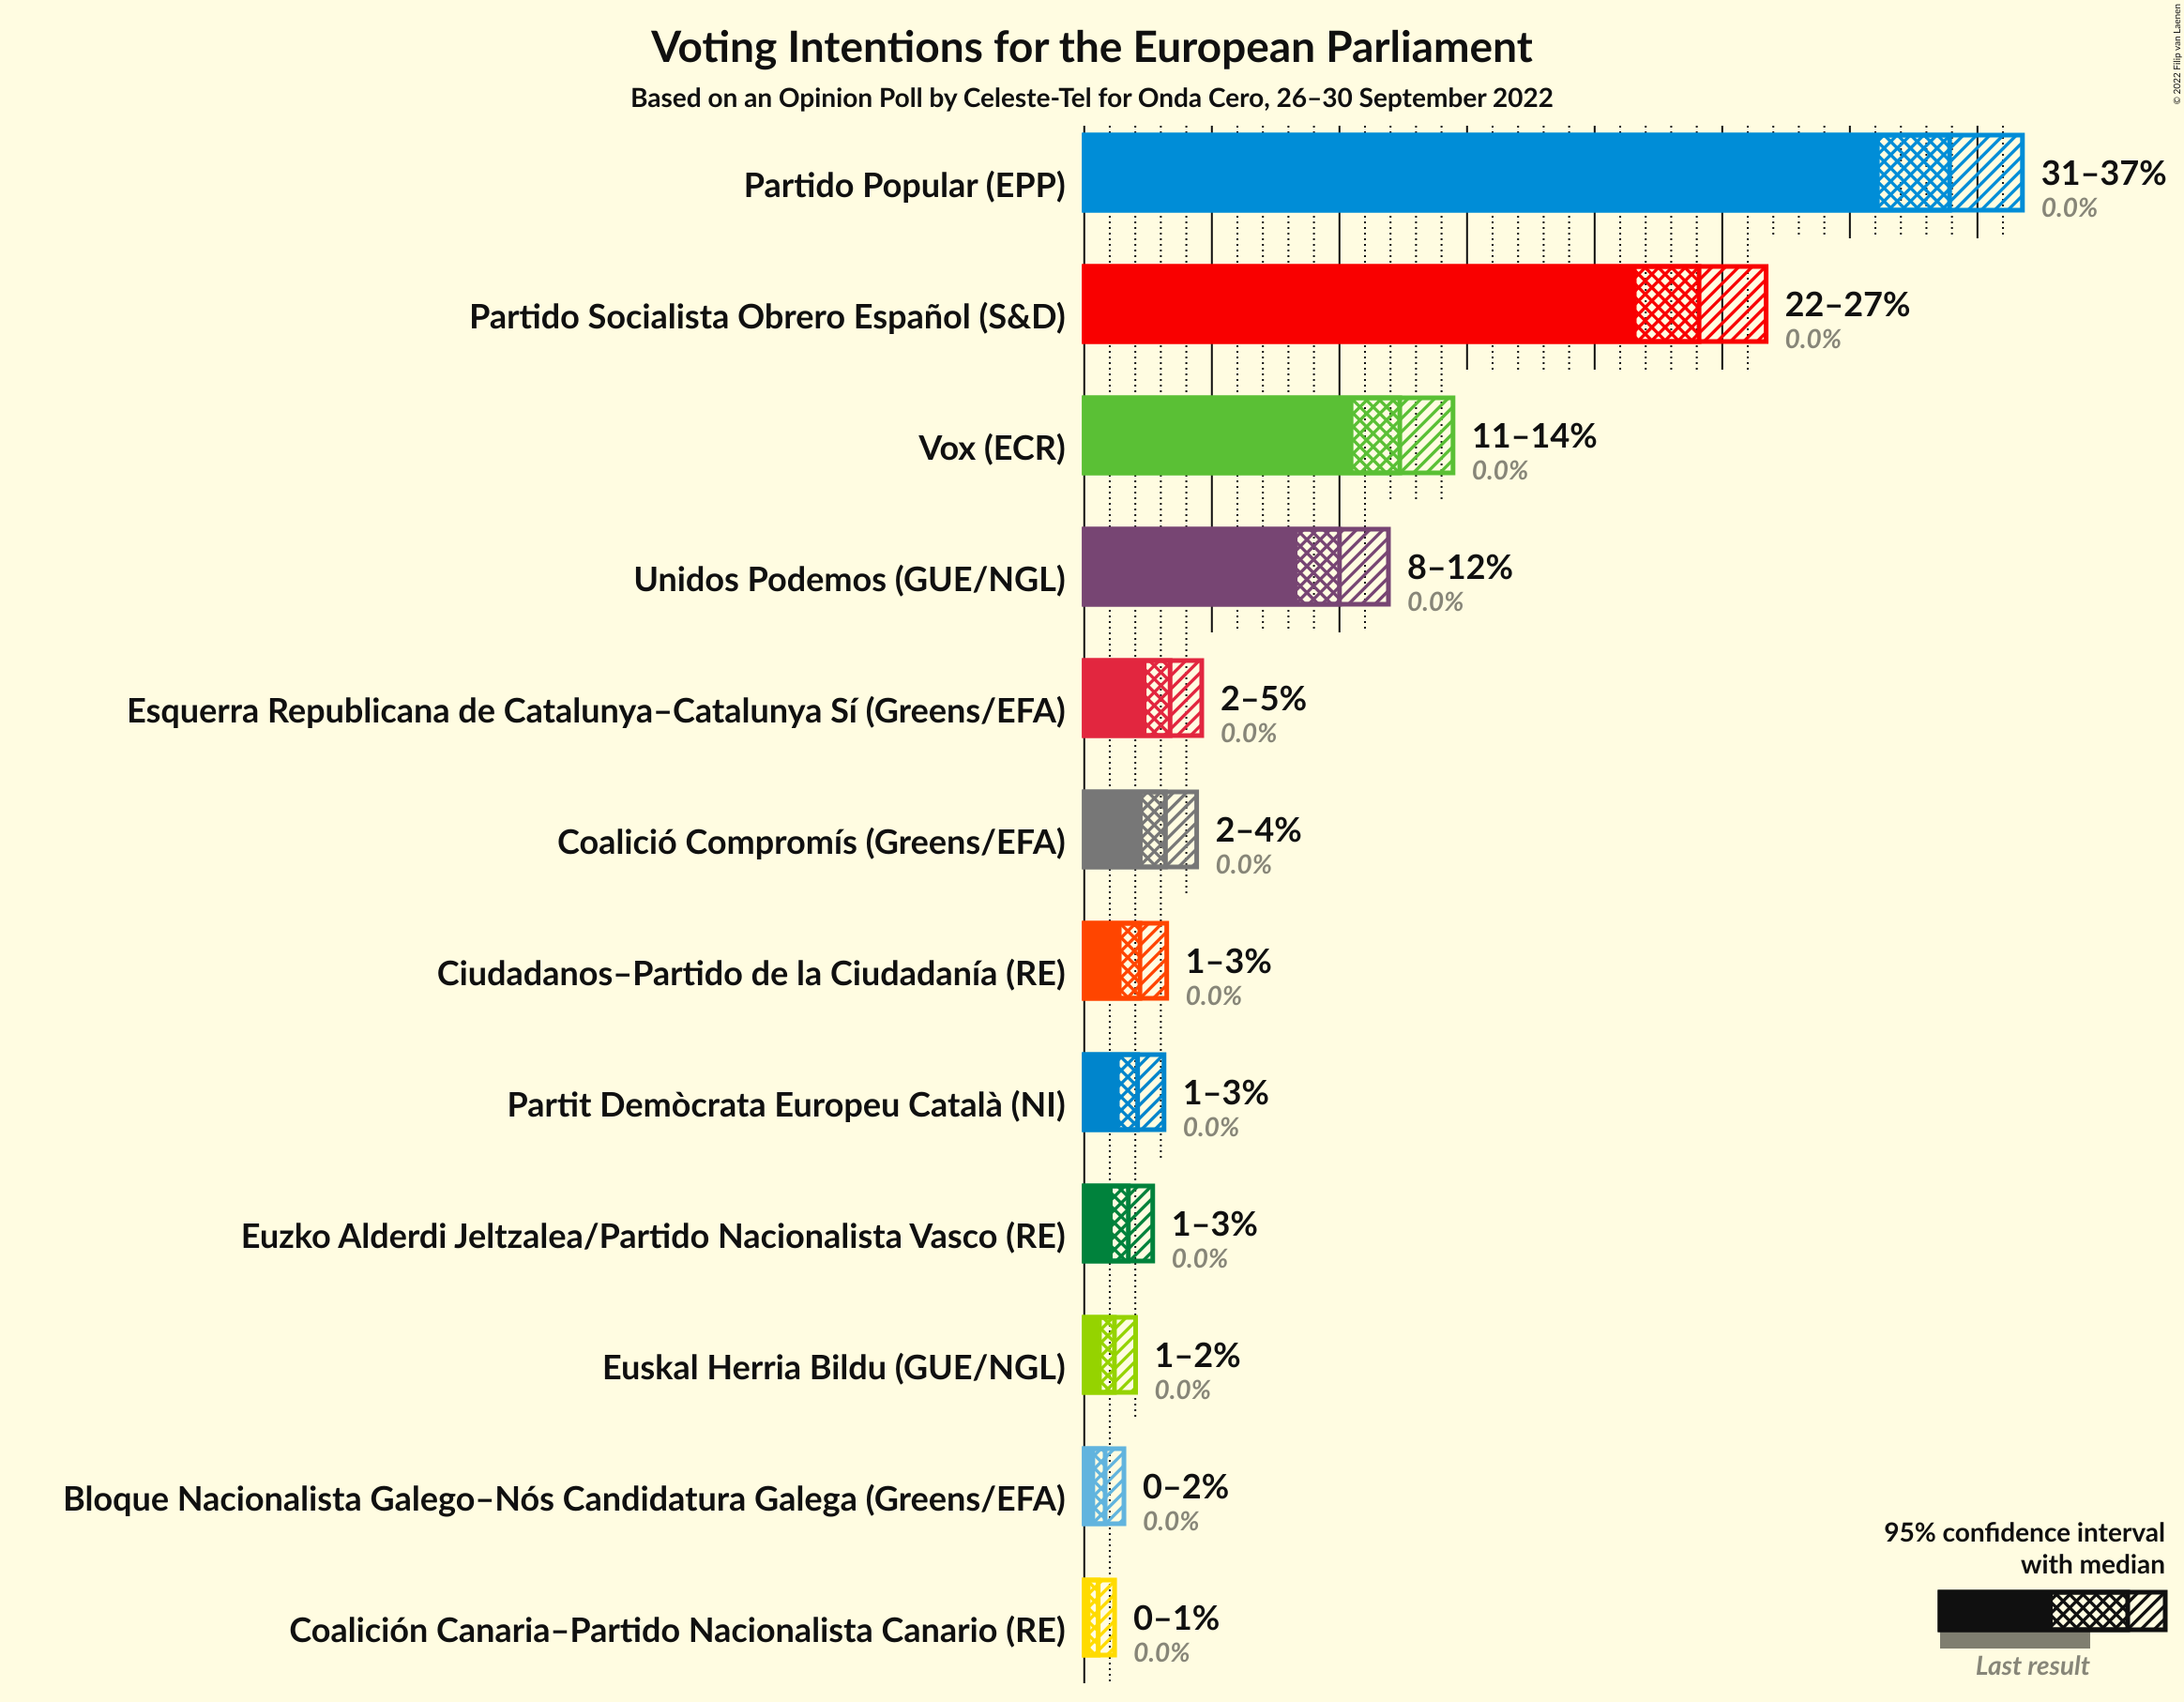 Voting Intentions for the European Parliament
Based on an Opinion Poll by Celeste-Tel for Onda Cero, 26–30 September 2022
© 2022 Filip van Laenen
Partido Popular (EPP)
31–37%
0.0%
Partido Socialista Obrero Español (S&D)
22–27%
0.0%
Vox (ECR)
11–14%
0.0%
Unidos Podemos (GUE/NGL)
8–12%
0.0%
Esquerra Republicana de Catalunya–Catalunya Sí (Greens/EFA)
2–5%
0.0%
Coalició Compromís (Greens/EFA)
2–4%
0.0%
Ciudadanos–Partido de la Ciudadanía (RE)
1–3%
0.0%
Partit Demòcrata Europeu Català (NI)
1–3%
0.0%
Euzko Alderdi Jeltzalea/Partido Nacionalista Vasco (RE)
1–3%
0.0%
Euskal Herria Bildu (GUE/NGL)
1–2%
0.0%
Bloque Nacionalista Galego–Nós Candidatura Galega (Greens/EFA)
0–2%
0.0%
Coalición Canaria–Partido Nacionalista Canario (RE)
0–1%
0.0%
95% confidence interval
with median
Last result